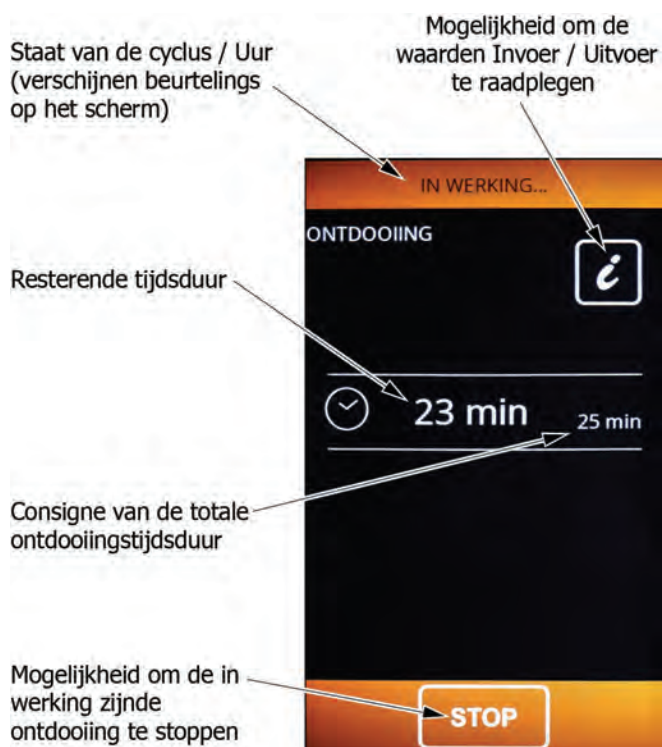 Staat van de cyclus / Uur
(verschijnen beurtelings
op het scherm)
Mogelijkheid om de
waarden Invoer / Uitvoer
te raadplegen
IN WERKING...
ONTDOOIING
i
Resterende tijdsduur
23 min
25 min
Consigne van de totale
ontdooiingstijdsduur
Mogelijkheid om de in
werking zijnde
ontdooiing te stoppen
STOP